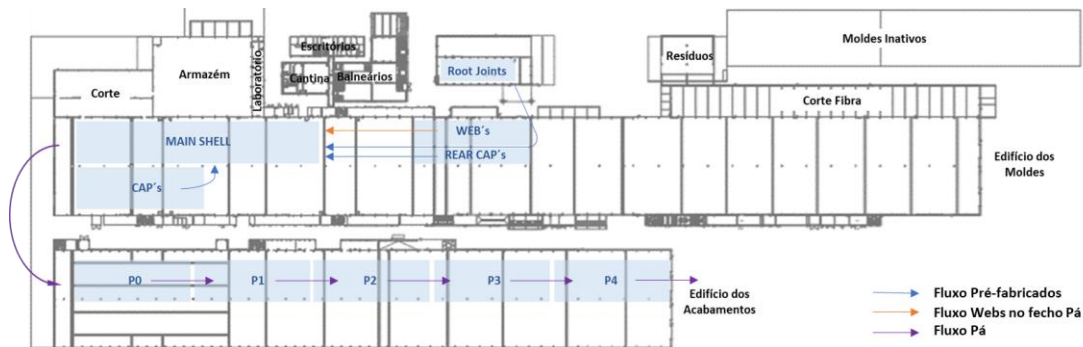 Moldes Inativos
Escritórios
Resíduos
Armazém
Laboratório
Cantina
Balneários
Root Joints
Corte
Corte Fibra
MAIN SHELL
WEB´s
REAR CAP's
Edifício dos
Moldes
CAP´s
P0
P1
P2
P3
P4
Edifício dos
Acabamentos
Fluxo Pré-fabricados
Fluxo Webs no fecho Pá
Fluxo Pá